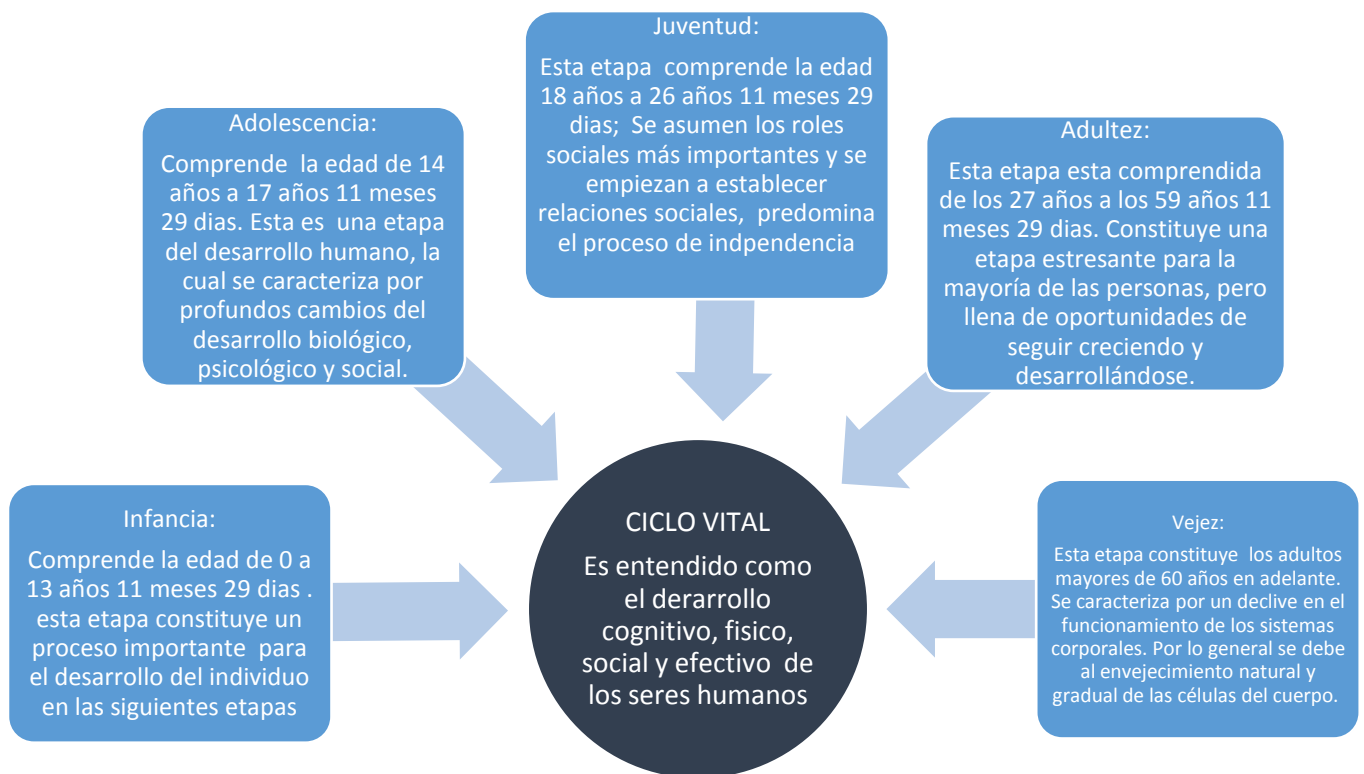 Juventud:
Esta etapa comprende la edad
18 años a 26 años 11 meses 29
dias; Se asumen los roles
sociales más importantes y se
empiezan a establecer
relaciones sociales, predomina
el proceso de indpendencia
Adolescencia:
Comprende la edad de 14
años a 17 años 11 meses
29 dias. Esta es una etapa
del desarrollo humano, la
cual se caracteriza por
profundos cambios del
desarrollo biológico,
psicológico y social.
Adultez:
Esta etapa esta comprendida
de los 27 años a los 59 años 11
meses 29 dias. Constituye una
etapa estresante para la
mayoría de las personas, pero
llena de oportunidades de
seguir creciendo y
desarrollándose.
Infancia:
Comprende la edad de 0 a
13 años 11 meses 29 dias .
esta etapa constituye un
proceso importante para
el desarrollo del individuo
en las siguientes etapas
CICLO VITAL
Es entendido como
el derarrollo
cognitivo, fisico,
social y efectivo de
los seres humanos
Vejez:
Esta etapa constituye los adultos
mayores de 60 años en adelante.
Se caracteriza por un declive en el
funcionamiento de los sistemas
corporales. Por lo general se debe
al envejecimiento natural y
gradual de las células del cuerpo.